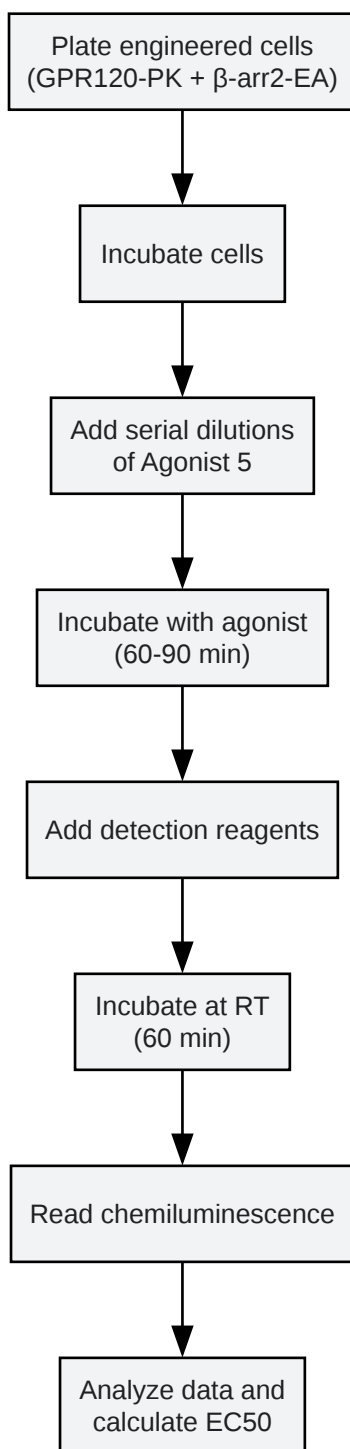 Plate engineered cells
(GPR120-PK + β-arr2-EA)
Incubate cells
Add serial dilutions
of Agonist 5
Incubate with agonist
(60-90 min)
Add detection reagents
Incubate at RT
(60 min)
Read chemiluminescence
Analyze data and
calculate EC50